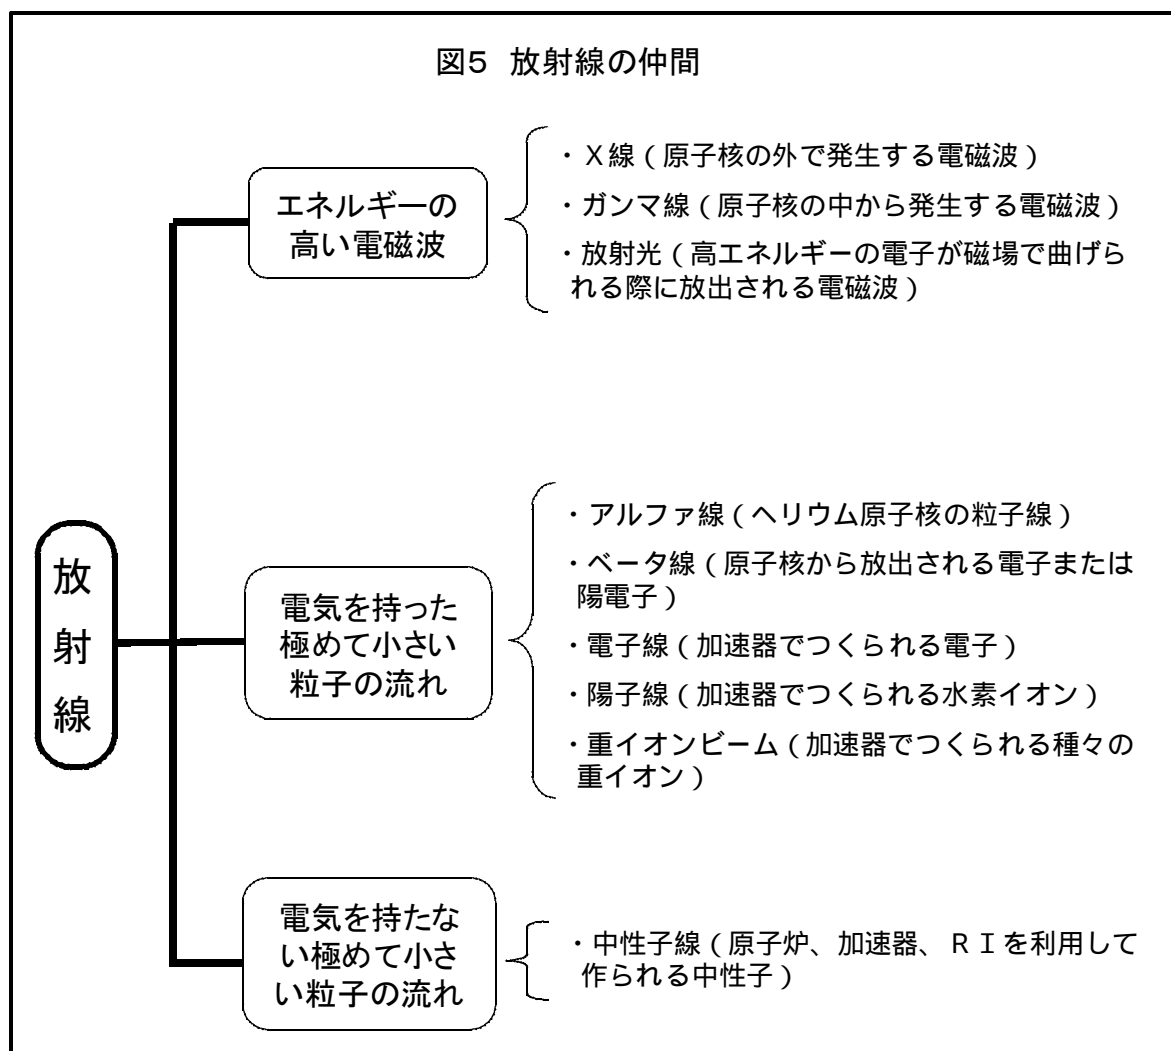 図5 放射線の仲間
放
射
線
エネルギーの
高い電磁波
・X線(原子核の外で発生する電磁波)
・ガンマ線(原子核の中から発生する電磁波)
・放射光(高エネルギーの電子が磁場で曲げら
れる際に放出される電磁波)
電気を持った
極めて小さい
粒子の流れ
・アルファ線(ヘリウム原子核の粒子線)
・ベータ線(原子核から放出される電子または
陽電子)
・電子線(加速器でつくられる電子)
・陽子線(加速器でつくられる水素イオン)
・重イオンビーム(加速器でつくられる種々の
重イオン)
電気を持たな
い極めて小さ
い粒子の流れ
・中性子線(原子炉、加速器、RIを利用して
作られる中性子)